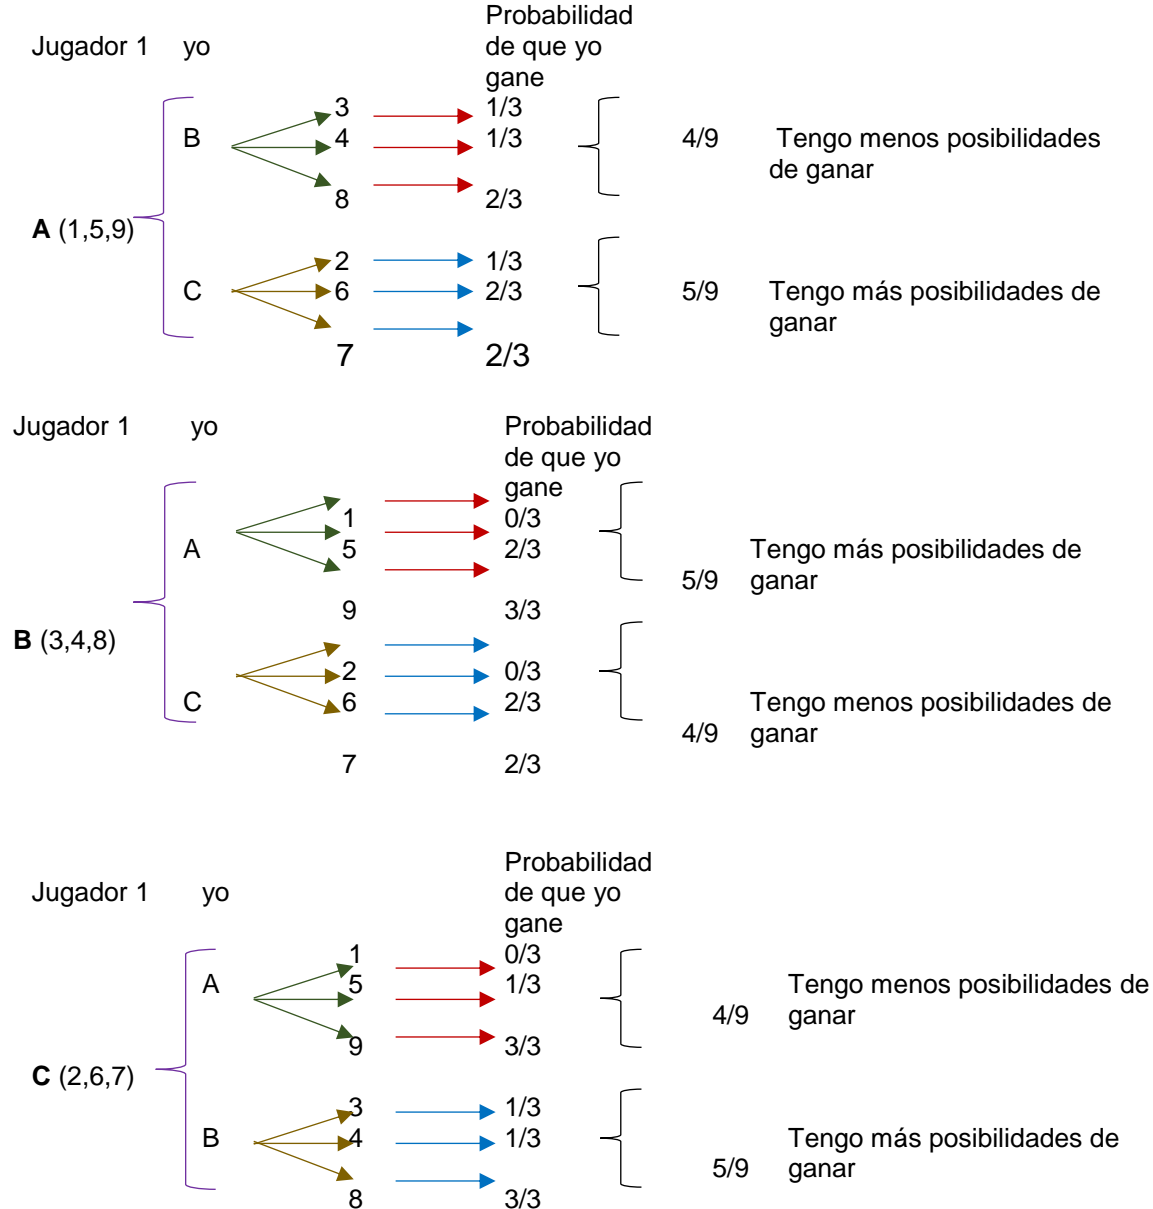 Jugador 1 yo Probabilidad
de que yo
gane
3 1/3
B 4 1/3 4/9 Tengo menos posibilidades
de ganar
8 2/3
A (1,5,9)
2 1/3
C 6 2/3 5/9 Tengo más posibilidades de
ganar
7 2/3
Jugador 1 yo Probabilidad
de que yo
gane
1 0/3
A 5 2/3 Tengo más posibilidades de
5/9 ganar
9 3/3
B (3,4,8)
2 0/3
C 6 2/3 Tengo menos posibilidades de
4/9 ganar
7 2/3
Probabilidad
Jugador 1 yo de que yo
gane
1 0/3
A 5 1/3 Tengo menos posibilidades de
4/9 ganar
9 3/3
C (2,6,7)
3 1/3
B 4 1/3 Tengo más posibilidades de
5/9 ganar
8 3/3